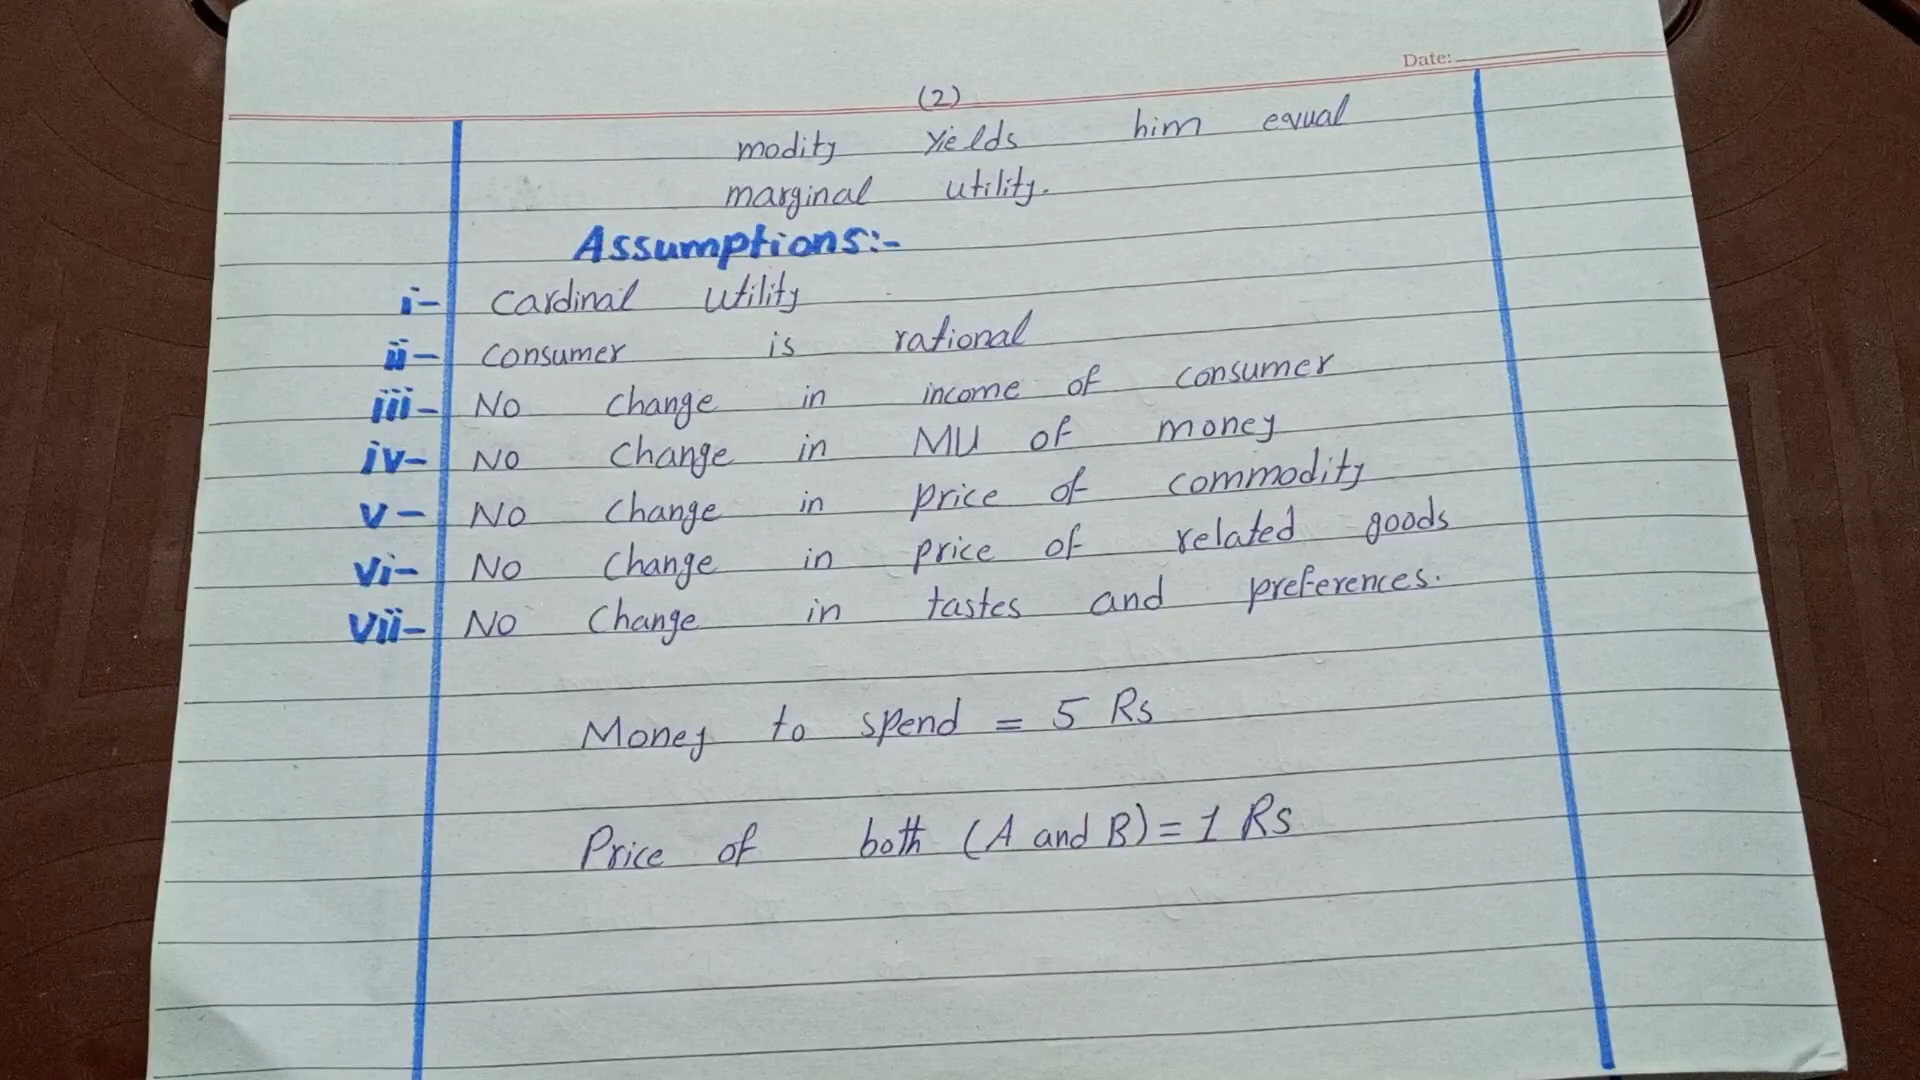 Date:
(2)
modity yields him equal
marginal utility.
Assumptions:-
i- Cardinal Utility
ii- Consumer is rational
iii- No Change in income of consumer
iv- No Change in MU of money
v- No Change in price of commodity
vi- No Change in price of related goods
vii- No Change in tastes and preferences.
Money to spend = 5 Rs
Price of both (A and B) = 1 Rs